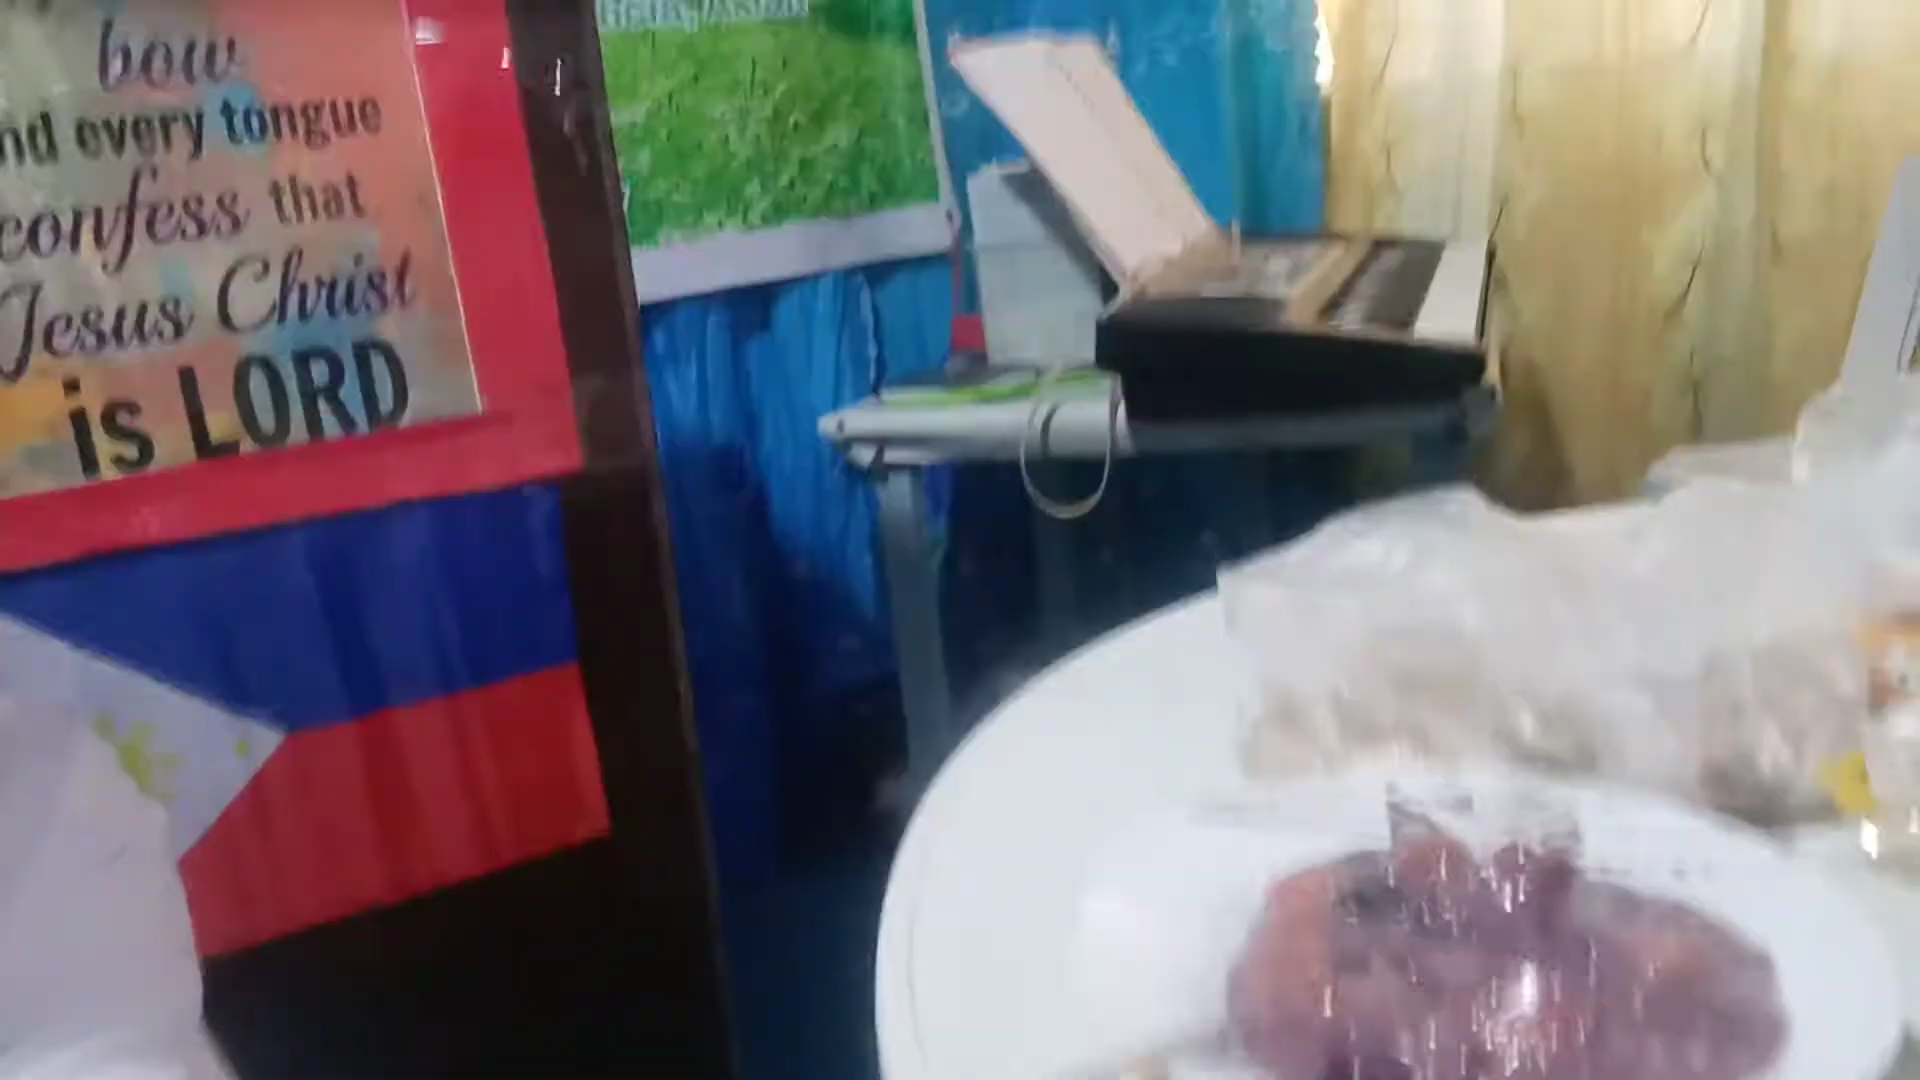 bow
nd every tongue
confess that
Jesus Christ
is LORD